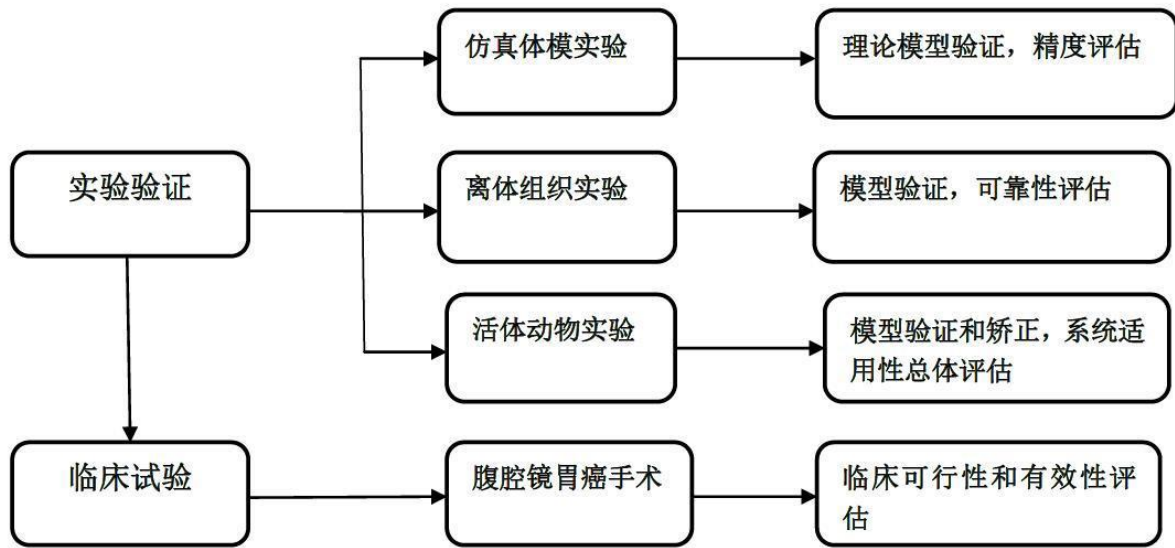 仿真体模实验
理论模型验证，精度评估
实验验证
离体组织实验
模型验证，可靠性评估
活体动物实验
模型验证和矫正，系统适
用性总体评估
临床试验
腹腔镜胃癌手术
临床可行性和有效性评
估